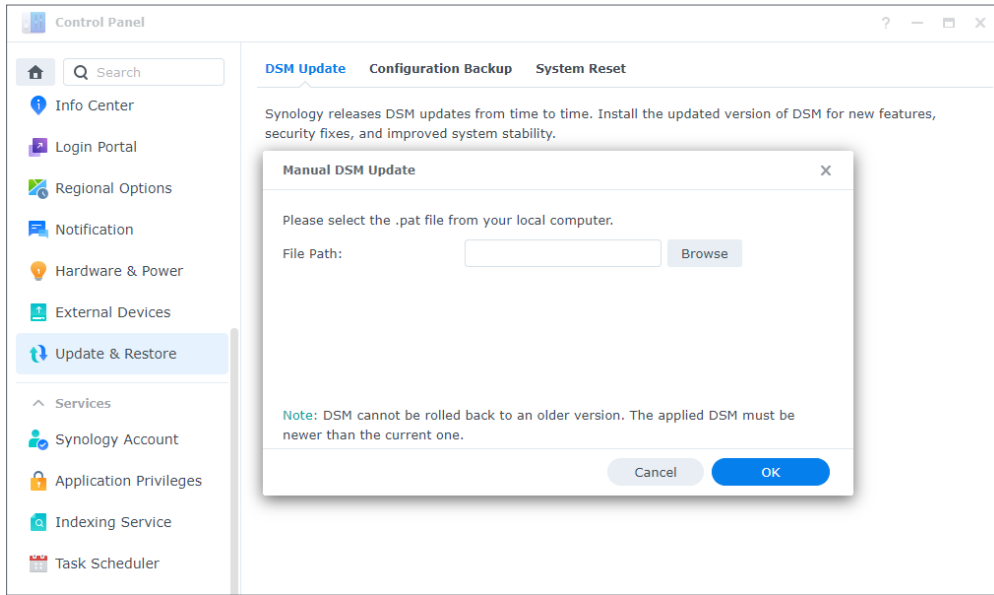 Control Panel
?
Search
DSM Update Configuration Backup System Reset
Info Center
Login Portal
Regional Options
Notification
Hardware & Power
External Devices
Update & Restore
Services
Synology Account
Application Privileges
Indexing Service
Task Scheduler
Synology releases DSM updates from time to time. Install the updated version of DSM for new features,
security fixes, and improved system stability.
Manual DSM Update
Please select the .pat file from your local computer.
File Path:
Browse
Note: DSM cannot be rolled back to an older version. The applied DSM must be
newer than the current one.
Cancel OK